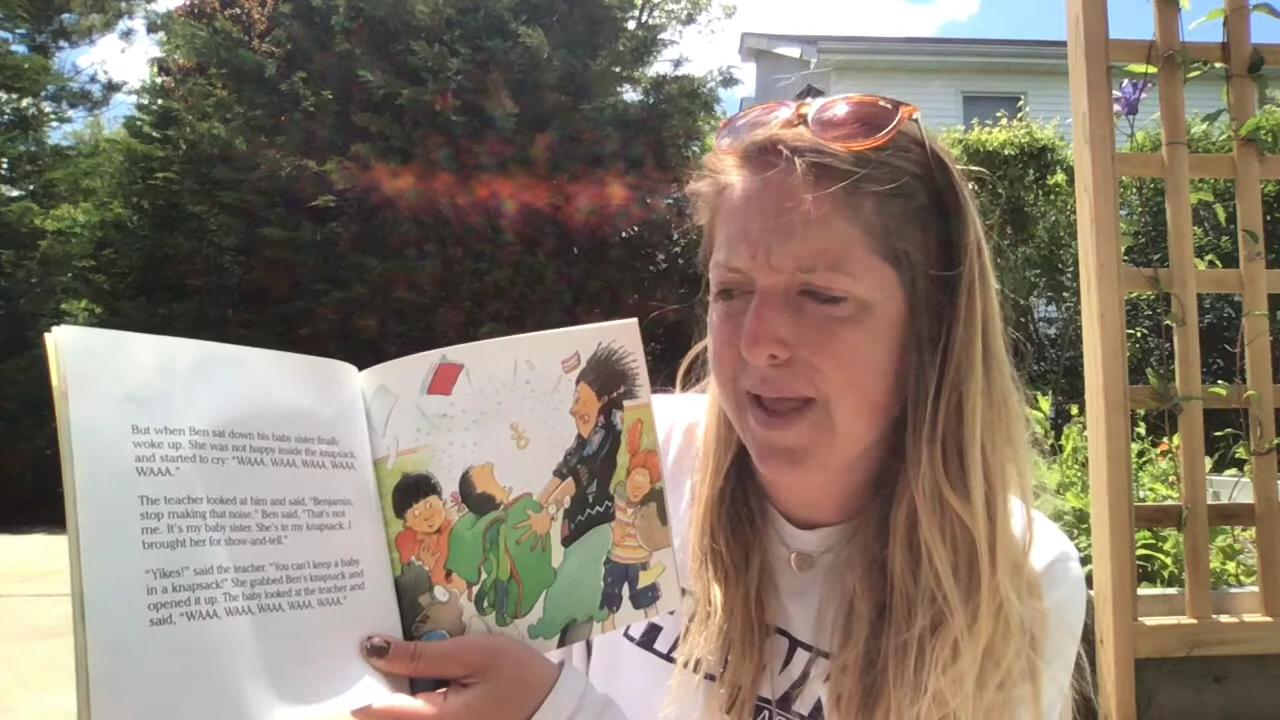 But when Ben sat down his baby sister finally
woke up. She was not happy inside the knapsack,
and started to cry: "WAAA, WAAA, WAAA, WAAA,
WAAA."
The teacher looked at him and said, "Benjamin,
stop making that noise." Ben said, "That's not
me. It's my baby sister. She's in my knapsack. I
brought her for show-and-tell."
"Yikes!" said the teacher. "You can't keep a baby
in a knapsack!" She grabbed Ben's knapsack and
opened it up. The baby looked at the teacher and
said, "WAAA, WAAA, WAAA, WAAA, WAAA."